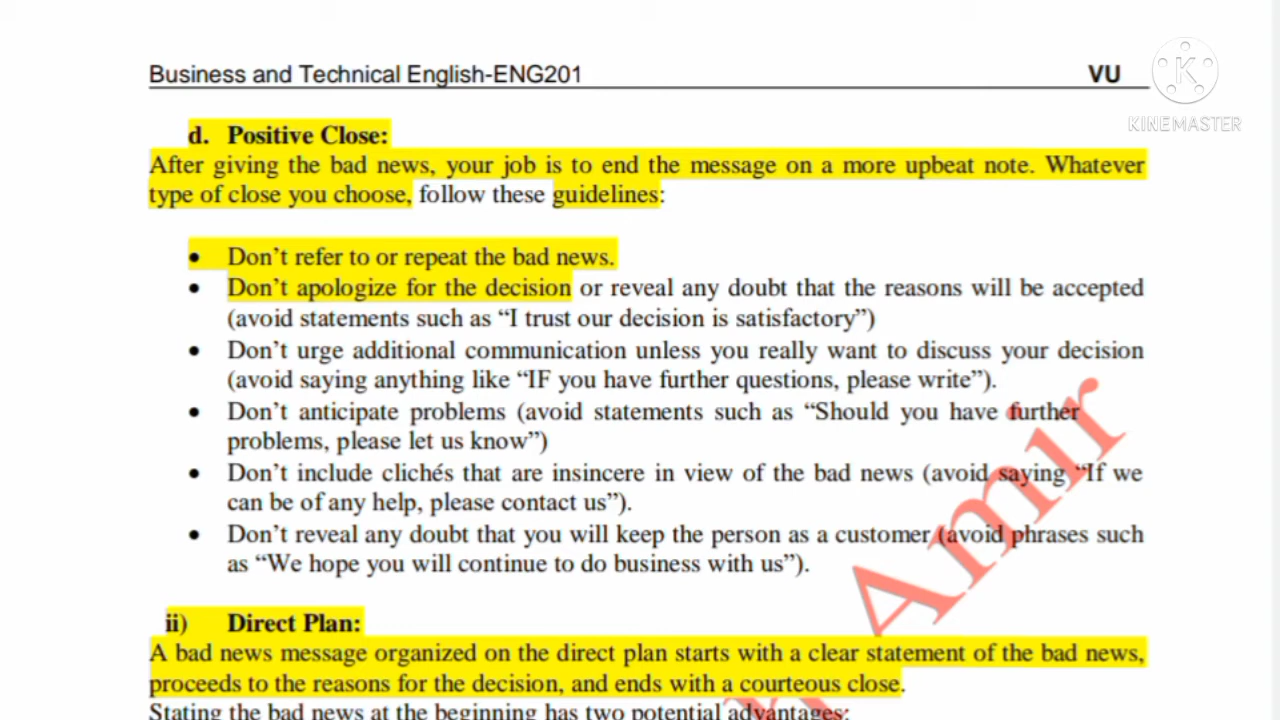 Business and Technical English-ENG201 VU
KINEMASTER
d. Positive Close:
After giving the bad news, your job is to end the message on a more upbeat note. Whatever
type of close you choose, follow these guidelines:
• Don’t refer to or repeat the bad news.
• Don’t apologize for the decision or reveal any doubt that the reasons will be accepted
(avoid statements such as “I trust our decision is satisfactory”)
• Don’t urge additional communication unless you really want to discuss your decision
(avoid saying anything like “IF you have further questions, please write”).
• Don’t anticipate problems (avoid statements such as “Should you have further
problems, please let us know”)
• Don’t include clichés that are insincere in view of the bad news (avoid saying “If we
can be of any help, please contact us”).
• Don’t reveal any doubt that you will keep the person as a customer (avoid phrases such
as “We hope you will continue to do business with us”).
Amir
ii) Direct Plan:
A bad news message organized on the direct plan starts with a clear statement of the bad news,
proceeds to the reasons for the decision, and ends with a courteous close.
Stating the bad news at the beginning has two potential advantages: